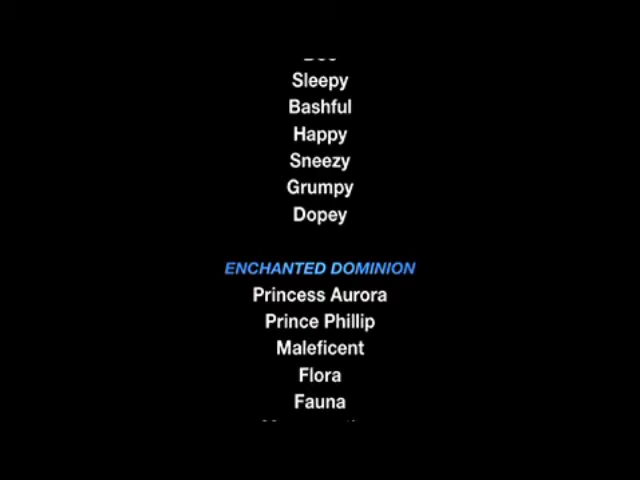 Sleepy
Bashful
Happy
Sneezy
Grumpy
Dopey
ENCHANTED DOMINION
Princess Aurora
Prince Phillip
Maleficent
Flora
Fauna